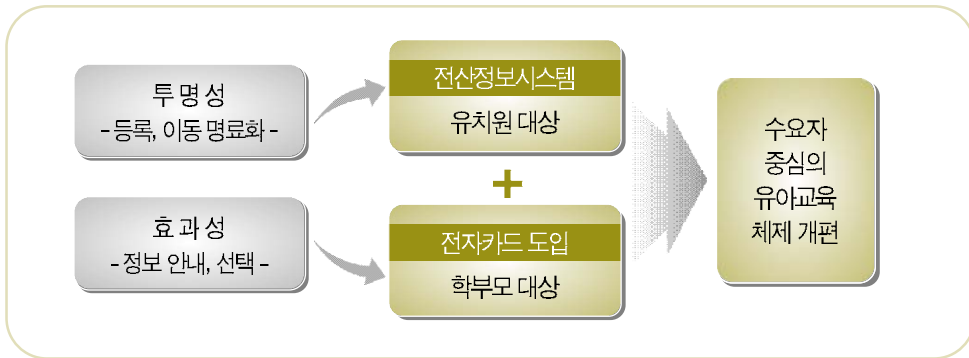 투명성
- 등록, 이동 명료화 -
전산정보시스템
유치원 대상
+
효과성
- 정보 안내, 선택 -
전자카드 도입
학부모 대상
수요자
중심의
유아교육
체제 개편